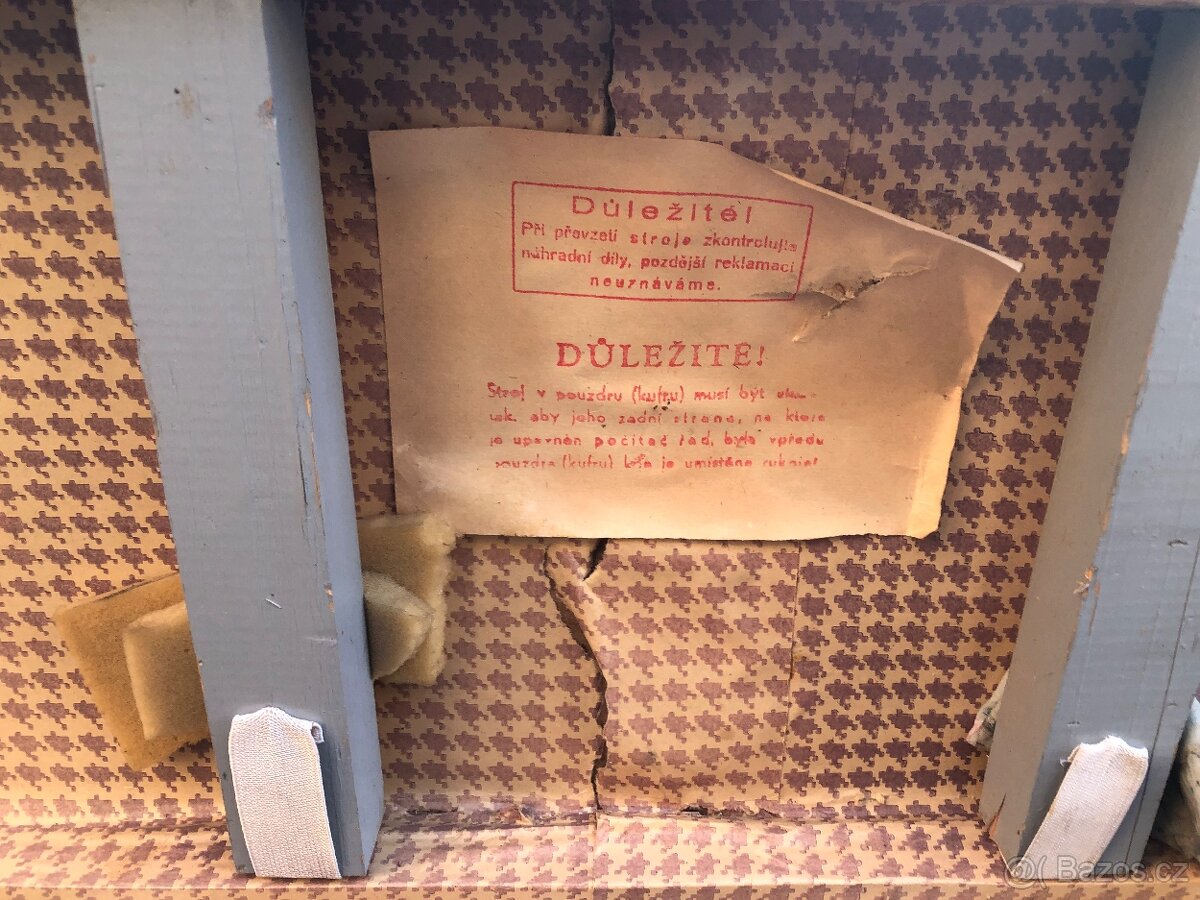 Důležité!
Při převzetí stroje zkontrolujte
náhradní díly, pozdější reklamaci
neuznáváme.
DŮLEŽITÉ!
Stroj v pouzdru (kufru) musí být
tak, aby jeho zadní strana, na které
je upevněn počítač řad, byla vpředu
pouzdra (kufru) kde je umístěna rukojeť
Bazos.cz